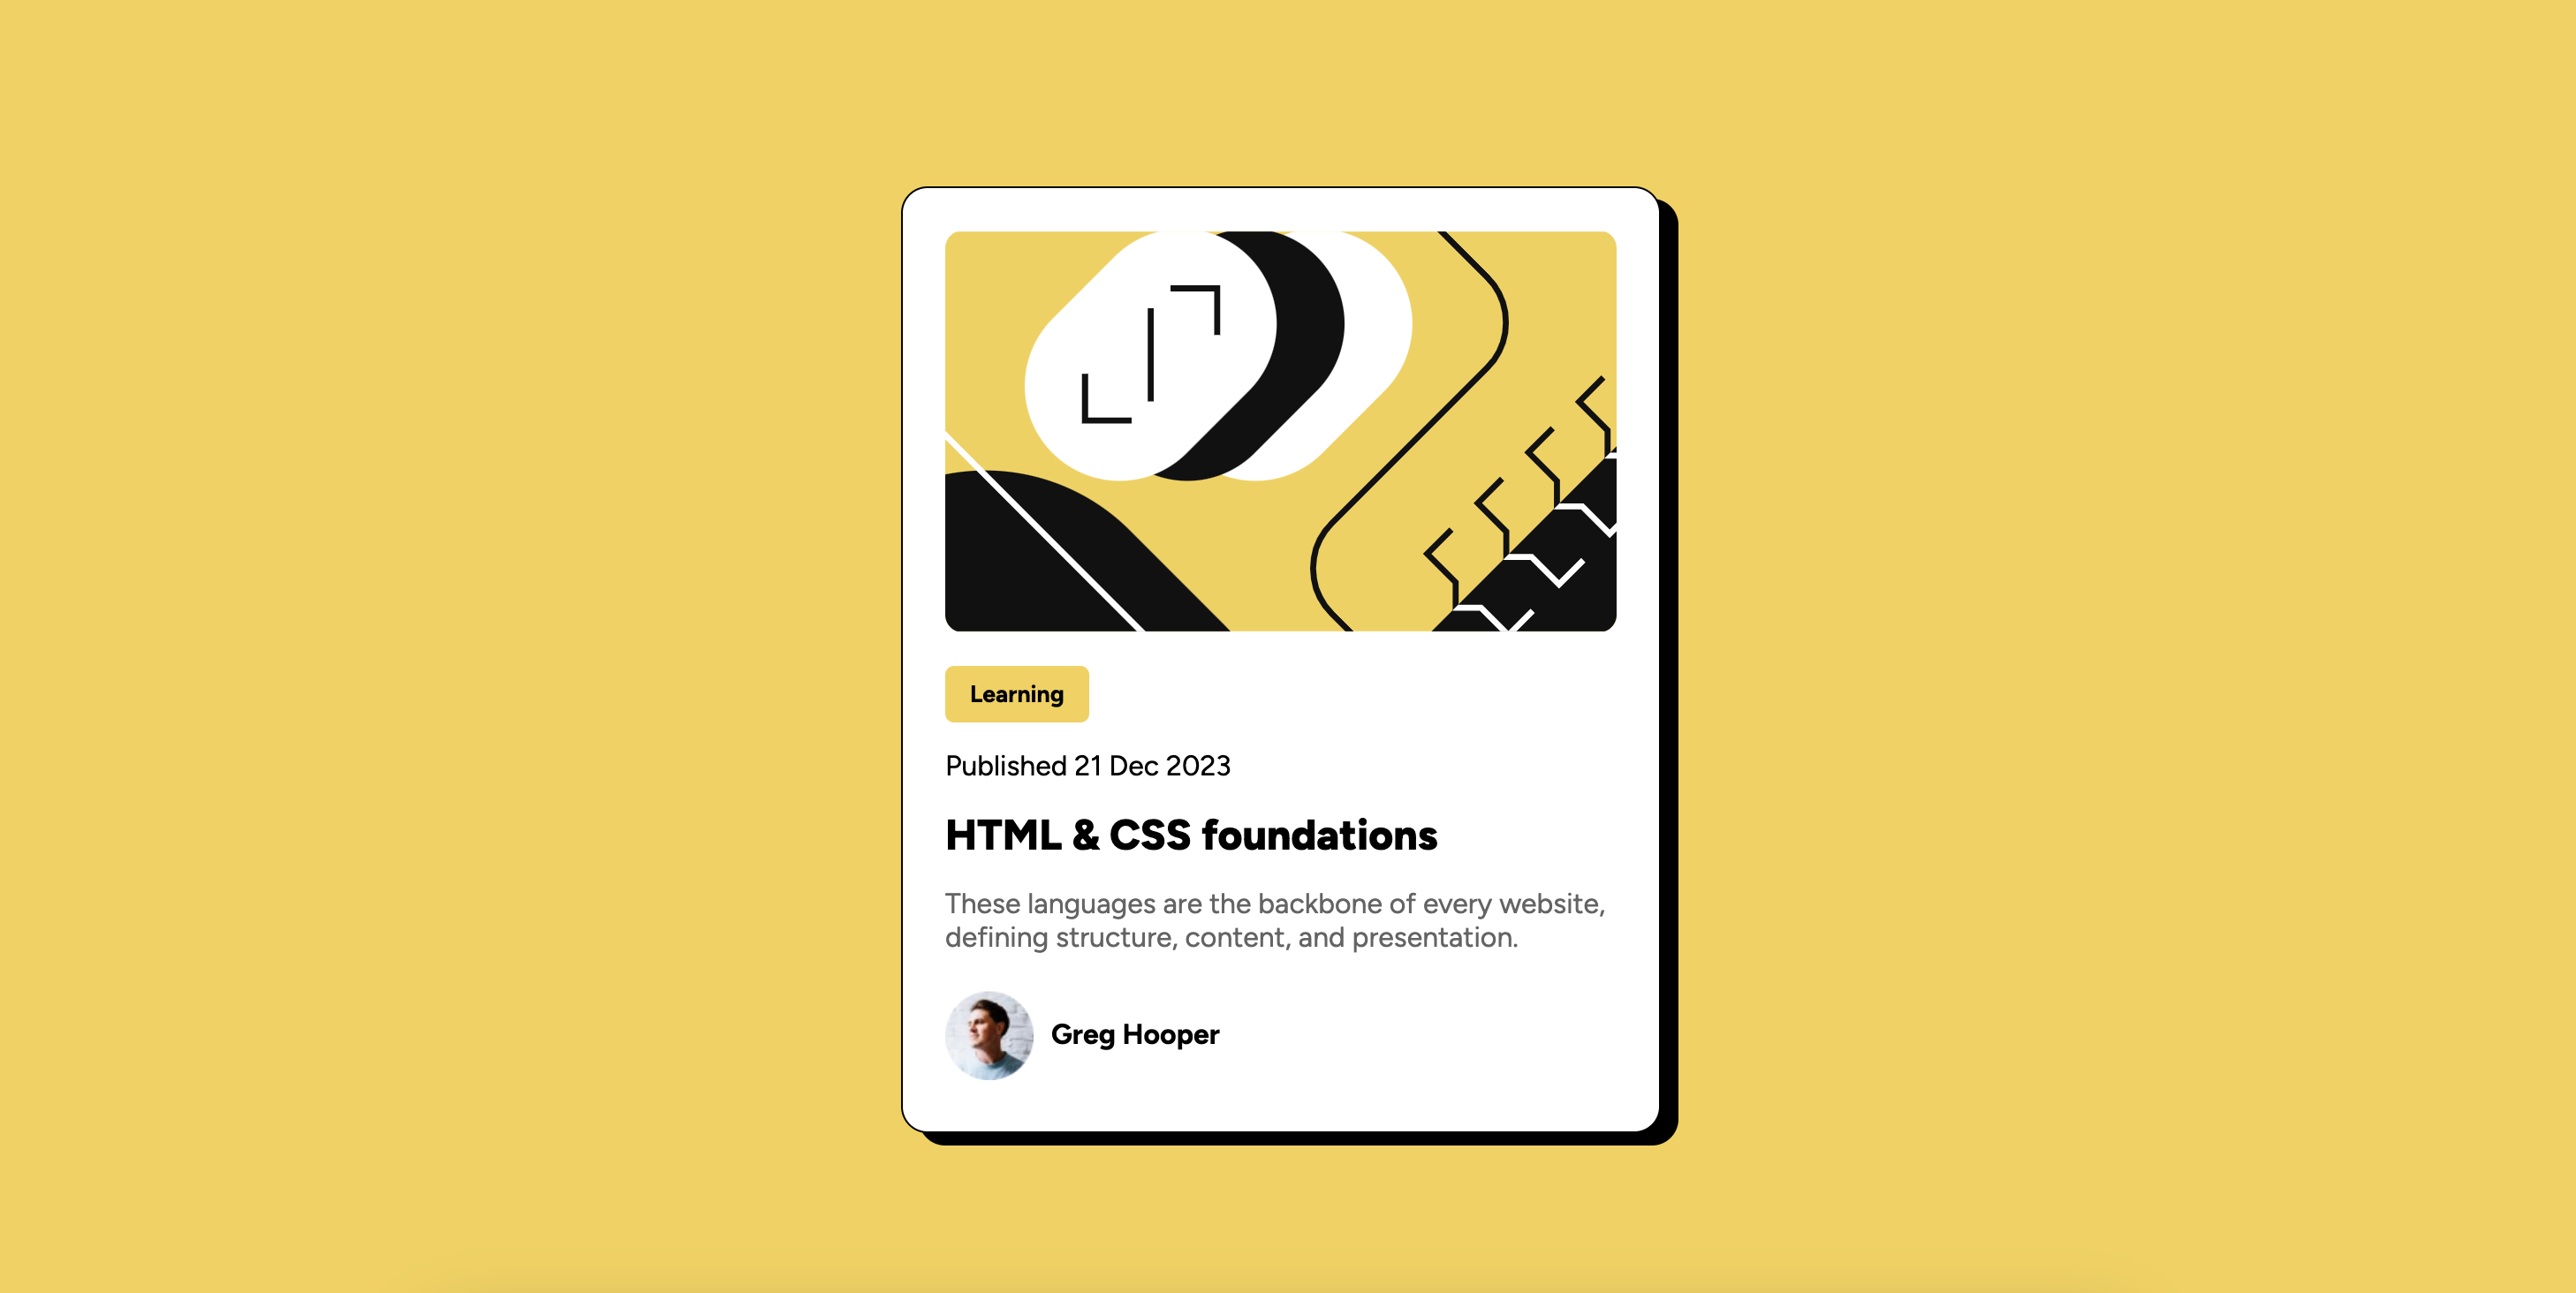 Learning
Published 21 Dec 2023
HTML & CSS foundations
These languages are the backbone of every website,
defining structure, content, and presentation.
Greg Hooper